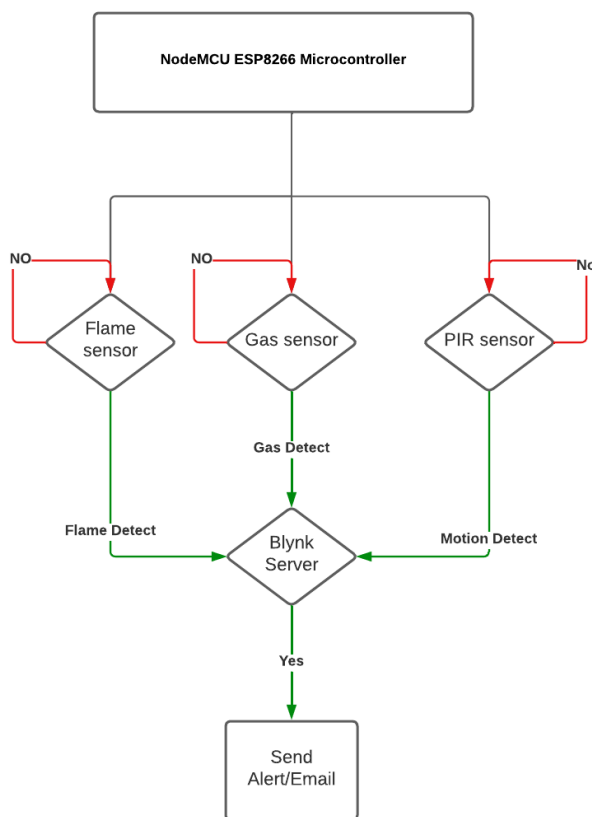 NodeMCU ESP8266 Microcontroller
NO
NO
No
Flame
sensor
Gas sensor
PIR sensor
Gas Detect
Flame Detect
Motion Detect
Blynk
Server
Yes
Send
Alert/Email